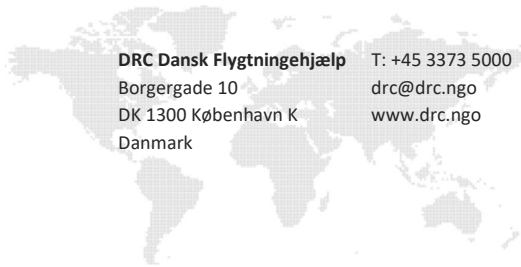 DRC Dansk Flygtningehjælp T: +45 3373 5000
Borgergade 10 drc@drc.ngo
DK 1300 København K www.drc.ngo
Danmark